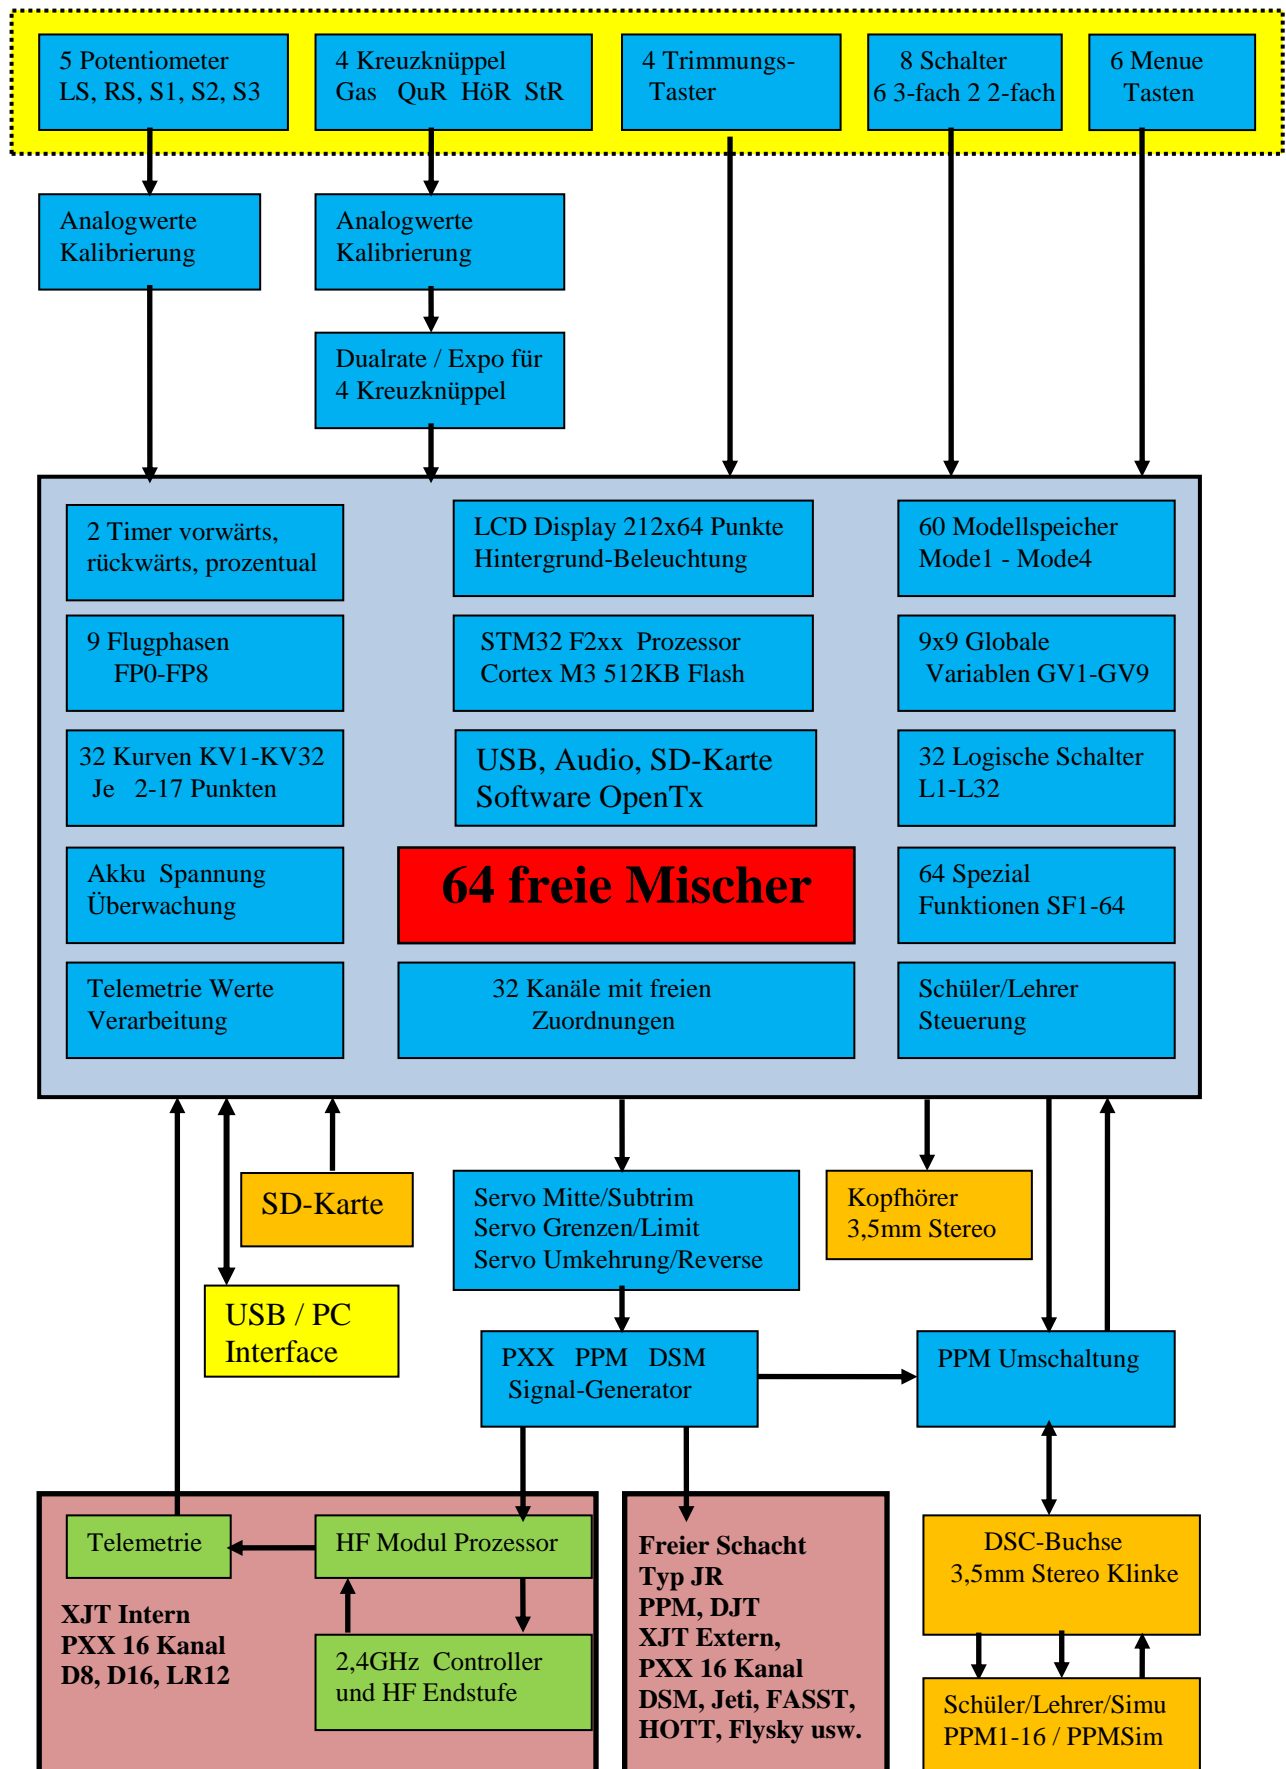 5 Potentiometer
LS, RS, S1, S2, S3
4 Kreuzknüppel
Gas QuR HöR StR
4 Trimmungs-
Taster
8 Schalter
6 3-fach 2 2-fach
6 Menue
Tasten
Analogwerte
Kalibrierung
Analogwerte
Kalibrierung
Dualrate / Expo für
4 Kreuzknüppel
2 Timer vorwärts,
rückwärts, prozentual
LCD Display 212x64 Punkte
Hintergrund-Beleuchtung
60 Modellspeicher
Mode1 - Mode4
9 Flugphasen
FP0-FP8
STM32 F2xx Prozessor
Cortex M3 512KB Flash
9x9 Globale
Variablen GV1-GV9
32 Kurven KV1-KV32
Je 2-17 Punkten
USB, Audio, SD-Karte
Software OpenTx
32 Logische Schalter
L1-L32
Akku Spannung
Überwachung
64 freie Mischer
64 Spezial
Funktionen SF1-64
Telemetrie Werte
Verarbeitung
32 Kanäle mit freien
Zuordnungen
Schüler/Lehrer
Steuerung
SD-Karte
Servo Mitte/Subtrim
Servo Grenzen/Limit
Servo Umkehrung/Reverse
Kopfhörer
3,5mm Stereo
USB / PC
Interface
PXX PPM DSM
Signal-Generator
PPM Umschaltung
Telemetrie
HF Modul Prozessor
XJT Intern
PXX 16 Kanal
D8, D16, LR12
2,4GHz Controller
und HF Endstufe
Freier Schacht
Typ JR
PPM, DJT
XJT Extern,
PXX 16 Kanal
DSM, Jeti, FASST,
HOTT, Flysky usw.
DSC-Buchse
3,5mm Stereo Klinke
Schüler/Lehrer/Simu
PPM1-16 / PPMSim